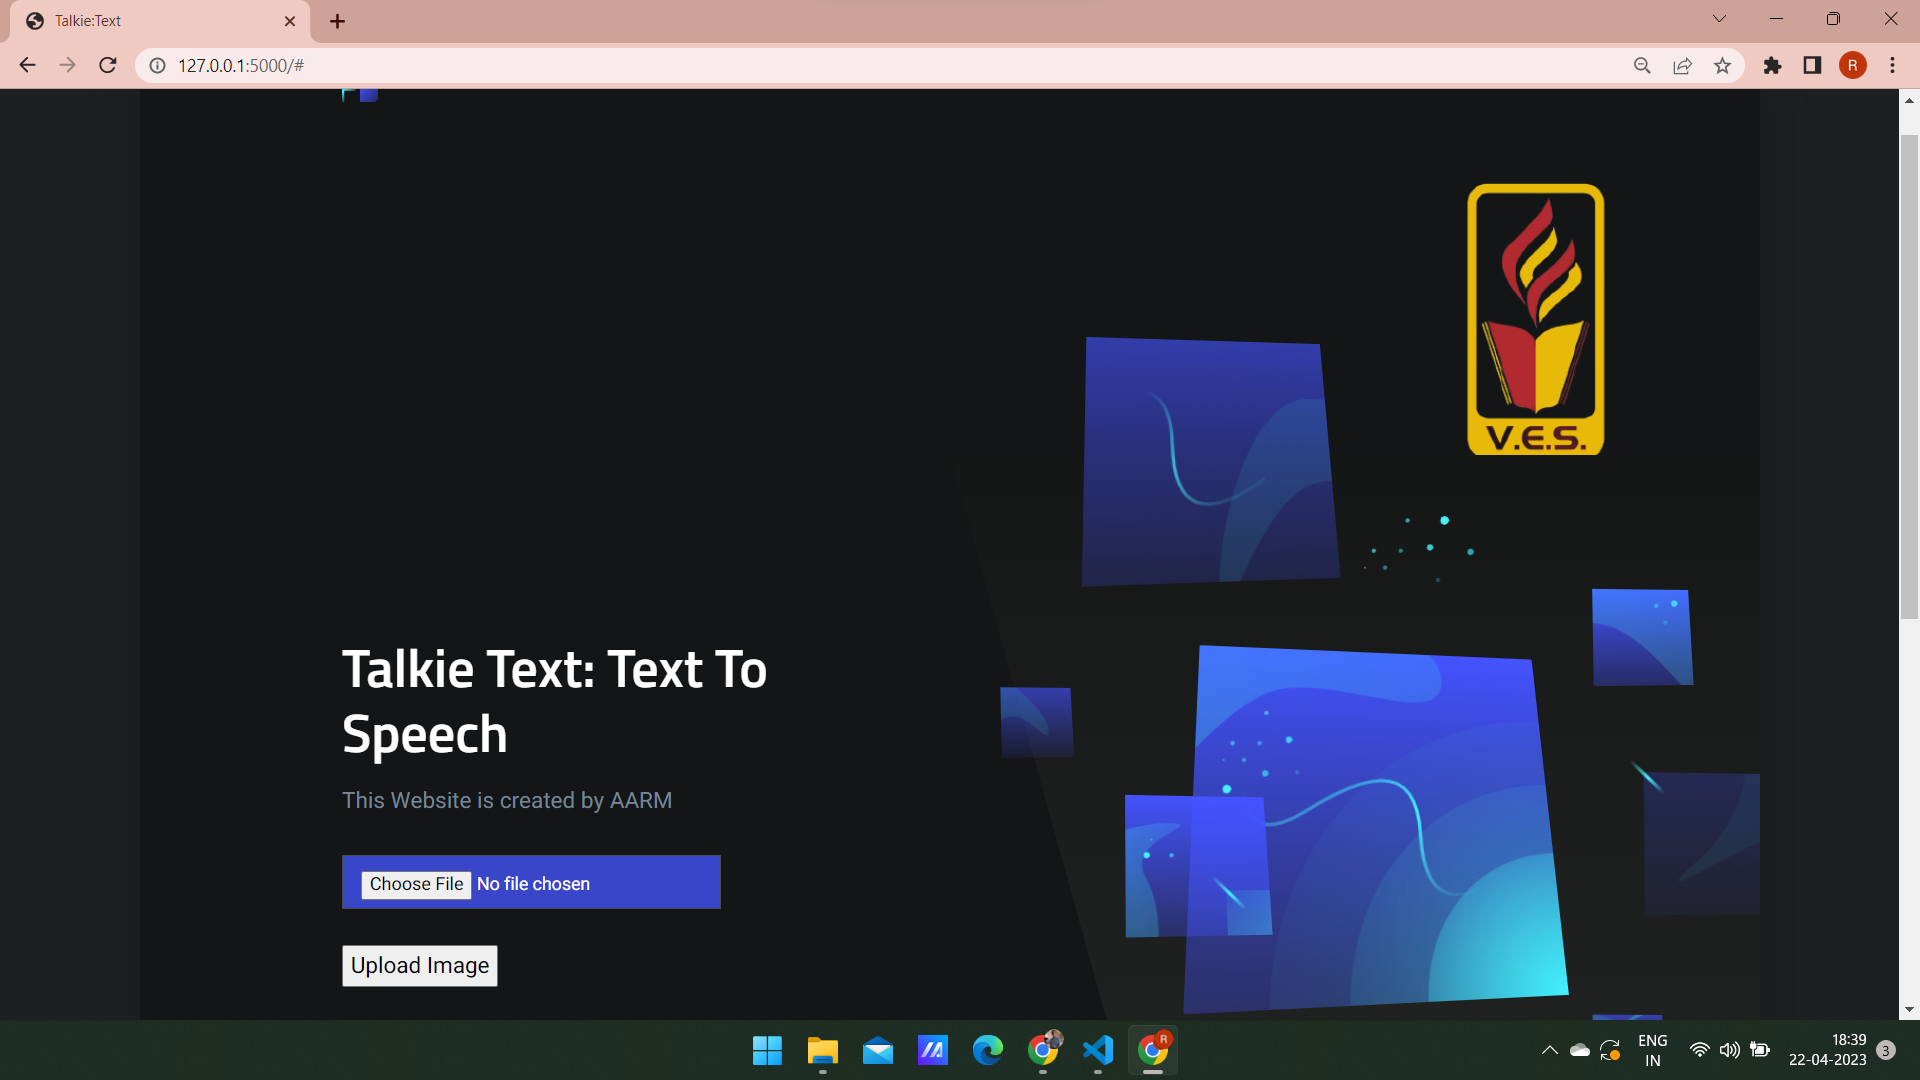 Talkie:Text
127.0.0.1:5000/#
R
V.E.S.
Talkie Text: Text To
Speech
This Website is created by AARM
Choose File No file chosen
Upload Image
R
ENG
IN
18:39
22-04-2023
3